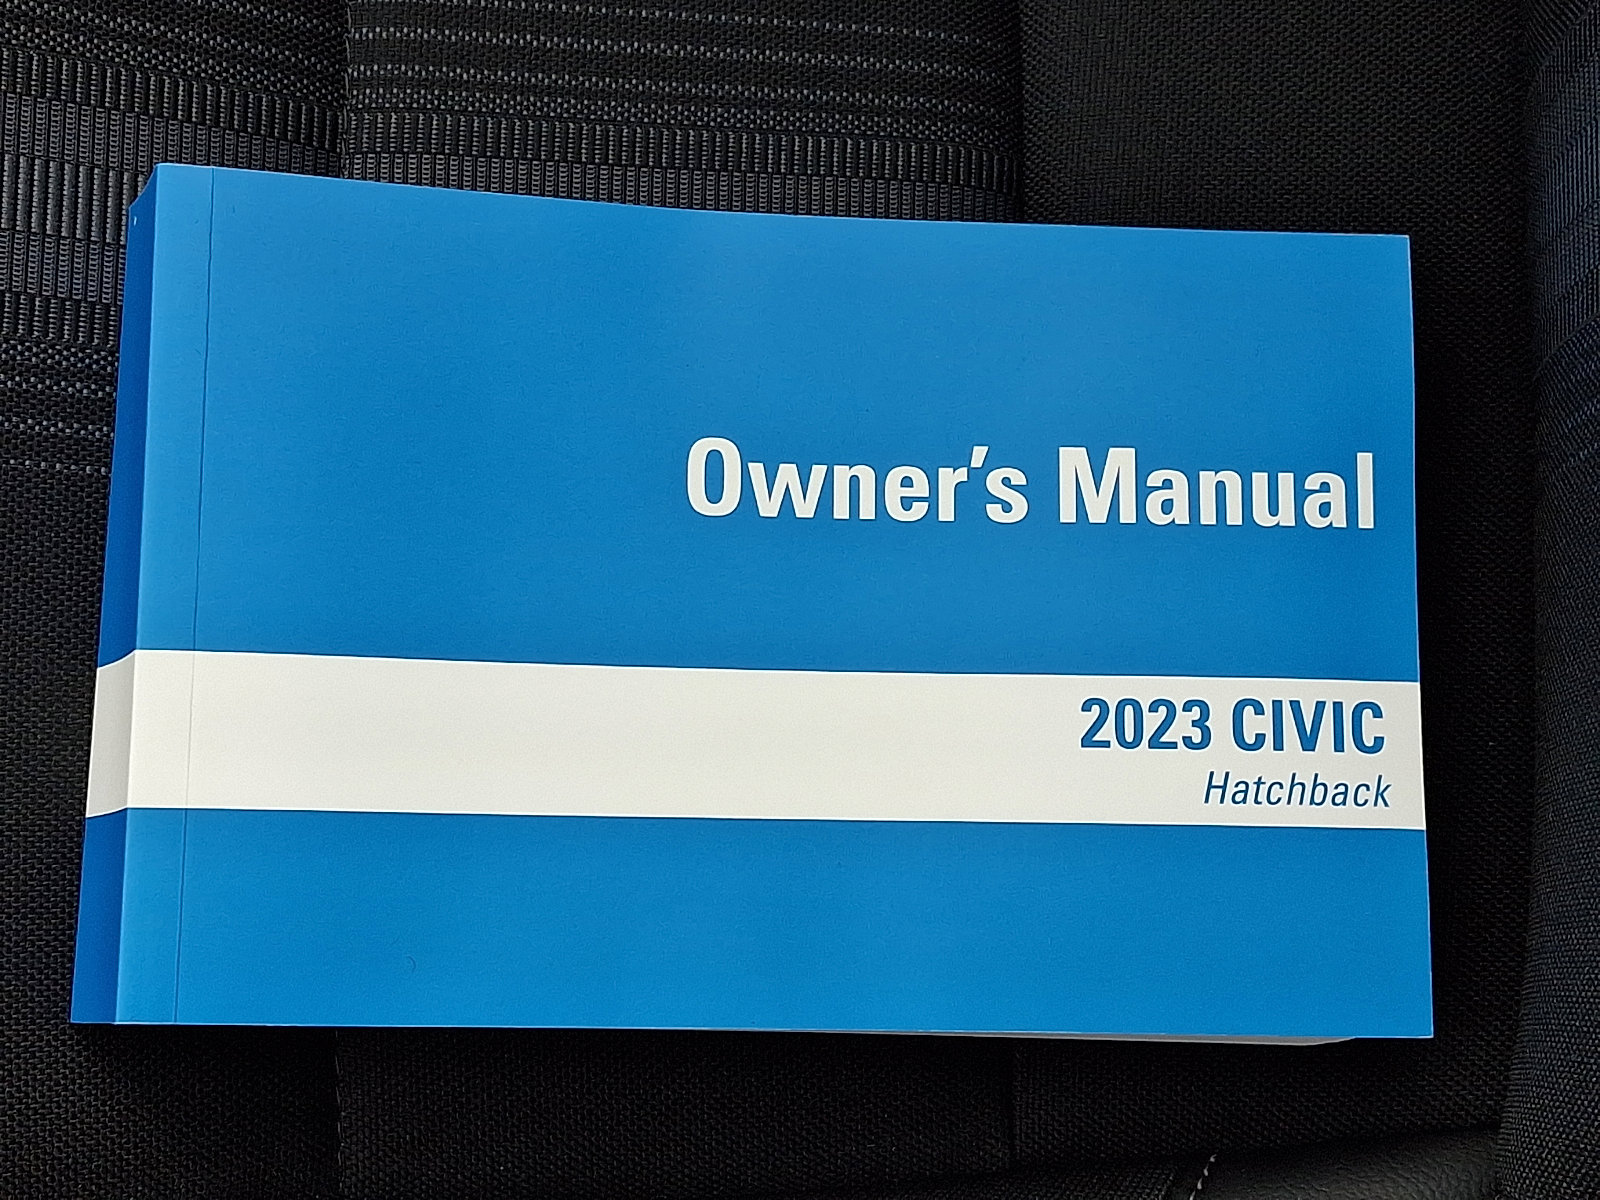 Owner's Manual
2023 CIVIC
Hatchback